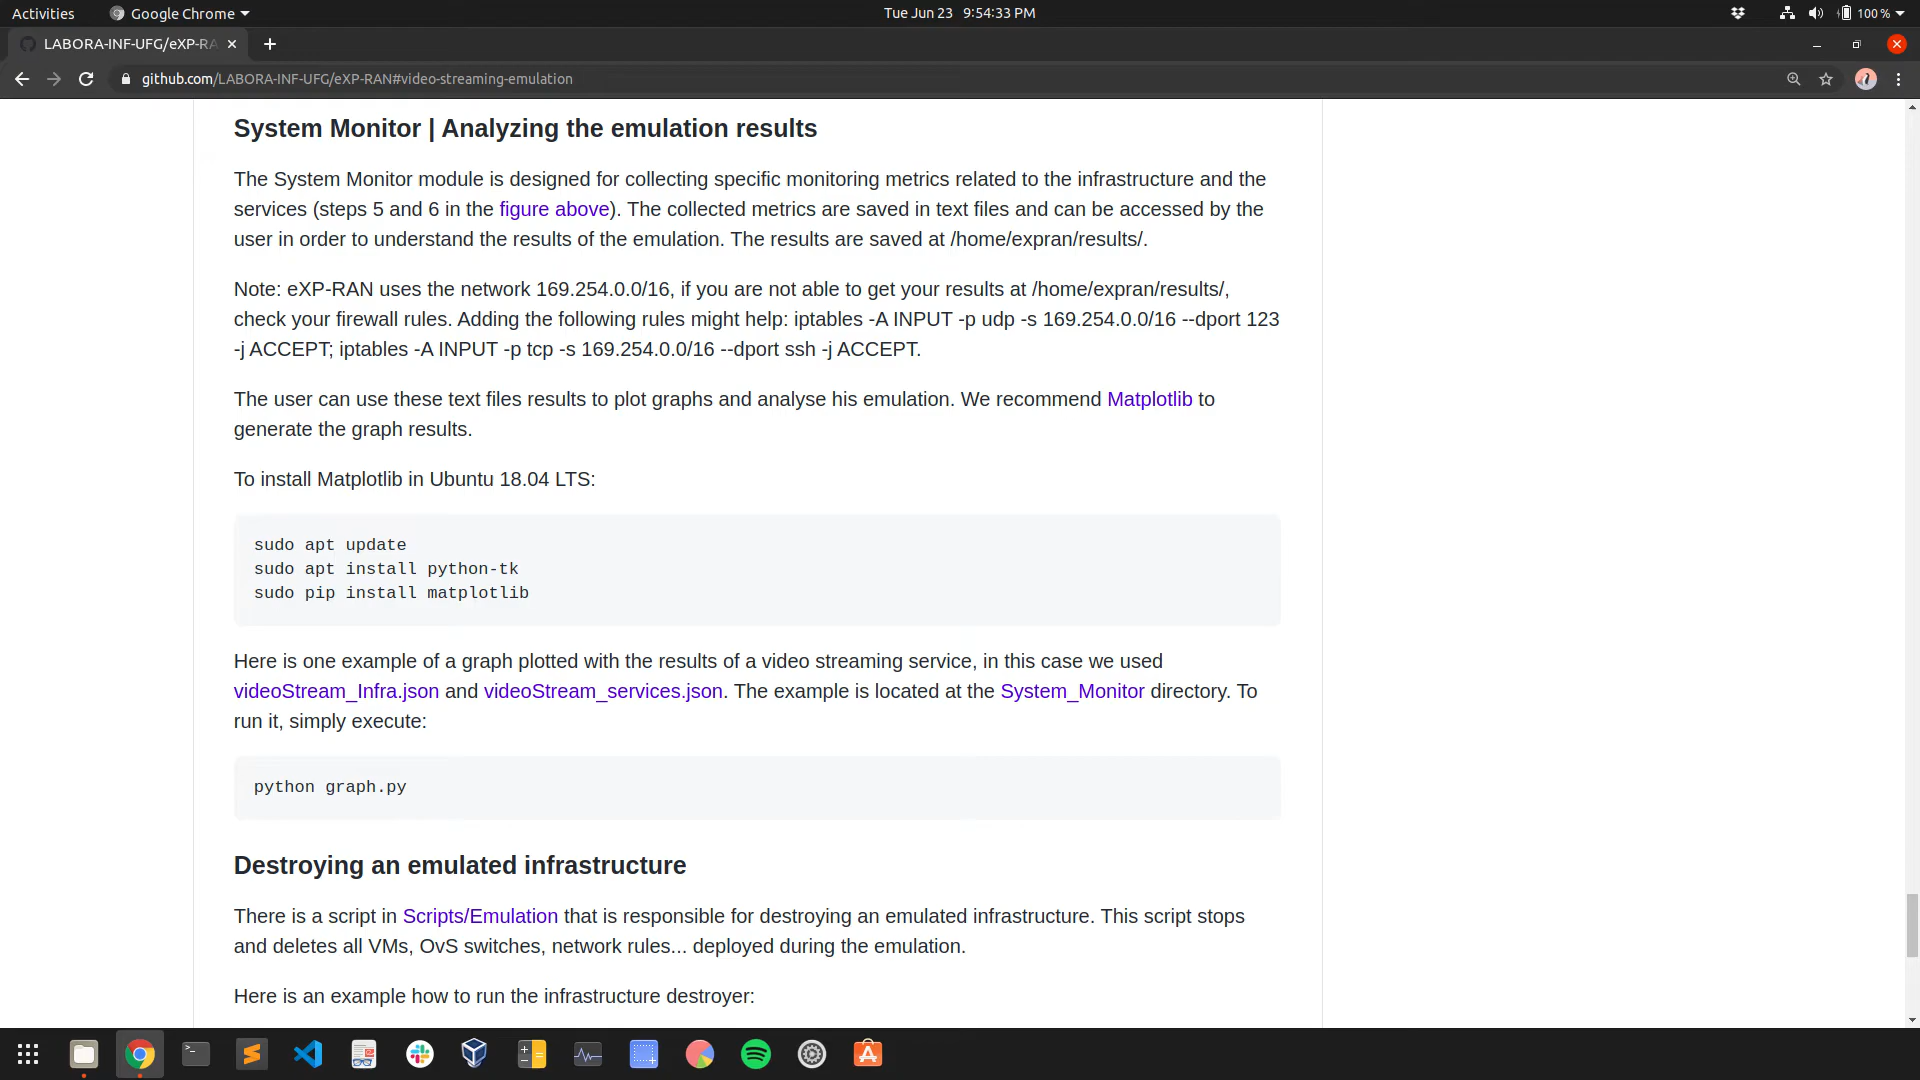 Activities
Google Chrome
Tue Jun 23 9:54:33 PM
100 %
LABORA-INF-UFG/eXP-RA
github.com/LABORA-INF-UFG/eXP-RAN#video-streaming-emulation
System Monitor | Analyzing the emulation results
The System Monitor module is designed for collecting specific monitoring metrics related to the infrastructure and the
services (steps 5 and 6 in the figure above). The collected metrics are saved in text files and can be accessed by the
user in order to understand the results of the emulation. The results are saved at /home/expran/results/.
Note: eXP-RAN uses the network 169.254.0.0/16, if you are not able to get your results at /home/expran/results/,
check your firewall rules. Adding the following rules might help: iptables -A INPUT -p udp -s 169.254.0.0/16 --dport 123
-j ACCEPT; iptables -A INPUT -p tcp -s 169.254.0.0/16 --dport ssh -j ACCEPT.
The user can use these text files results to plot graphs and analyse his emulation. We recommend Matplotlib to
generate the graph results.
To install Matplotlib in Ubuntu 18.04 LTS:
sudo apt update
sudo apt install python-tk
sudo pip install matplotlib
Here is one example of a graph plotted with the results of a video streaming service, in this case we used
videoStream_Infra.json and videoStream_services.json. The example is located at the System_Monitor directory. To
run it, simply execute:
python graph.py
Destroying an emulated infrastructure
There is a script in Scripts/Emulation that is responsible for destroying an emulated infrastructure. This script stops
and deletes all VMs, OvS switches, network rules... deployed during the emulation.
Here is an example how to run the infrastructure destroyer: